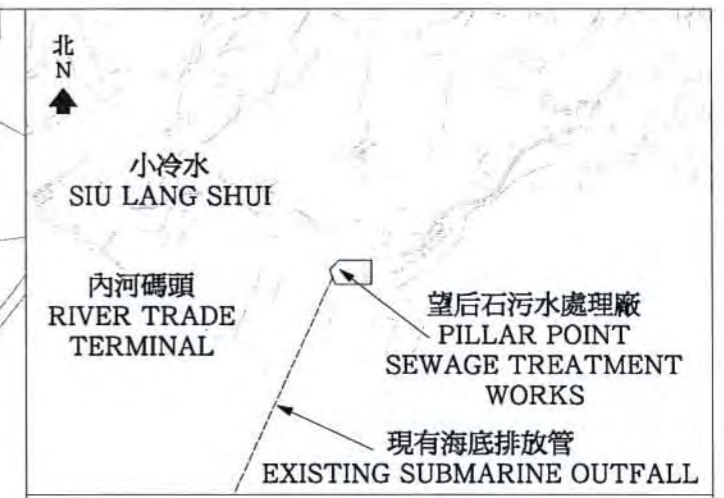 北
N
小冷水
SIU LANG SHUI
內河碼頭
RIVER TRADE
TERMINAL
望后石污水處理廠
PILLAR POINT
SEWAGE TREATMENT
WORKS
現有海底排放管
EXISTING SUBMARINE OUTFALL